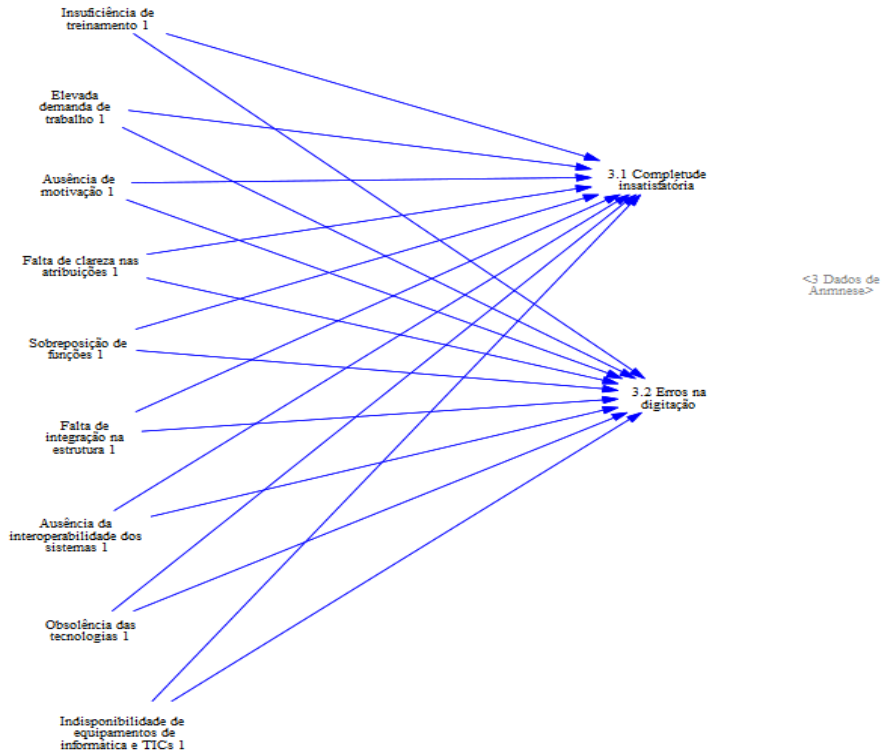 Insuficiência de
treinamento 1
Elevada
demanda de
trabalho 1
Ausência de
motivação 1
Falta de clareza nas
atribuições 1
Sobreposição de
funções 1
Falta de
integração na
estrutura 1
Ausência da
interoperabilidade dos
sistemas 1
Obsolência das
tecnologias 1
Indisponibilidade de
equipamentos de
informática e TICs 1
3.1 Completude
insatisfatória
3.2 Erros na
digitação
<3 Dados de
Anmnese>